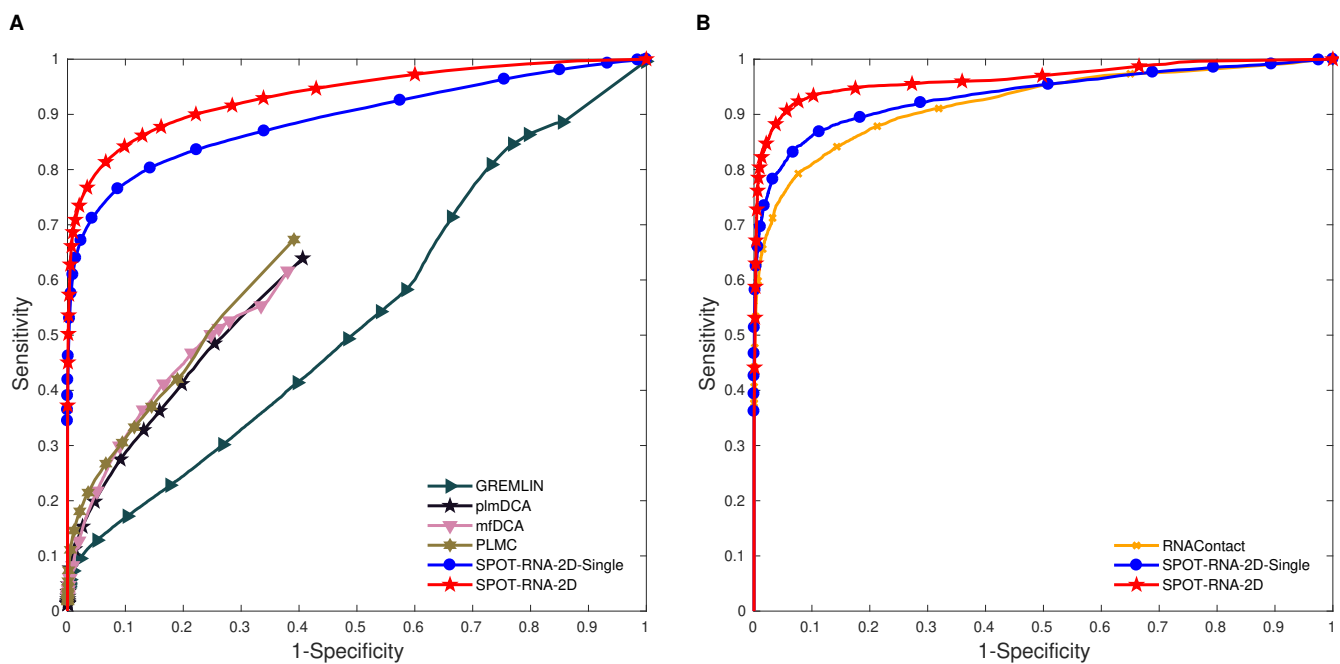 A
1
0.9
0.8
0.7
0.6
0.5
0.4
0.3
0.2
0.1
0
Sensitivity
GREMLIN
plmDCA
mfDCA
PLMC
SPOT-RNA-2D-Single
SPOT-RNA-2D
0 0.1 0.2 0.3 0.4 0.5 0.6 0.7 0.8 0.9 1
1-Specificity
B
1
0.9
0.8
0.7
0.6
0.5
0.4
0.3
0.2
0.1
0
Sensitivity
RNAContact
SPOT-RNA-2D-Single
SPOT-RNA-2D
0 0.1 0.2 0.3 0.4 0.5 0.6 0.7 0.8 0.9 1
1-Specificity